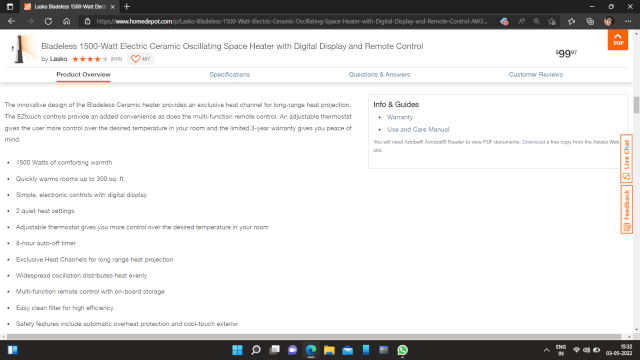 Lasko Bladeless 1500-Watt Elect
https://www.homedepot.com/p/Lasko-Bladeless-1500-Watt-Electric-Ceramic-Oscillating-Space-Heater-with-Digital-Display-and-Remote-Control-AW3...
Bladeless 1500-Watt Electric Ceramic Oscillating Space Heater with Digital Display and Remote Control
by Lasko ★★★★☆ (648) 487
$99.97
TOP
Product Overview Specifications Questions & Answers Customer Reviews
The innovative design of the Bladeless Ceramic heater provides an exclusive heat channel for long-range heat projection.
The EZtouch controls provide an added convenience as does the multi-function remote control. An adjustable thermostat
gives the user more control over the desired temperature in your room and the limited 3-year warranty gives you peace of
mind.
• 1500 Watts of comforting warmth
• Quickly warms rooms up to 300 sq. ft.
• Simple, electronic controls with digital display
• 2 quiet heat settings
• Adjustable thermostat gives you more control over the desired temperature in your room
• 8-hour auto-off timer
• Exclusive Heat Channels for long range heat projection
• Widespread oscillation distributes heat evenly
• Multi-function remote control with on-board storage
• Easy clean filter for high efficiency
• Safety features include automatic overheat protection and cool-touch exterior
Info & Guides
• Warranty
• Use and Care Manual
You will need Adobe® Acrobat® Reader to view PDF documents. Download a free copy from the Adobe Web
site.
Live Chat
Feedback
ENG
IN
15:32
03-05-2022